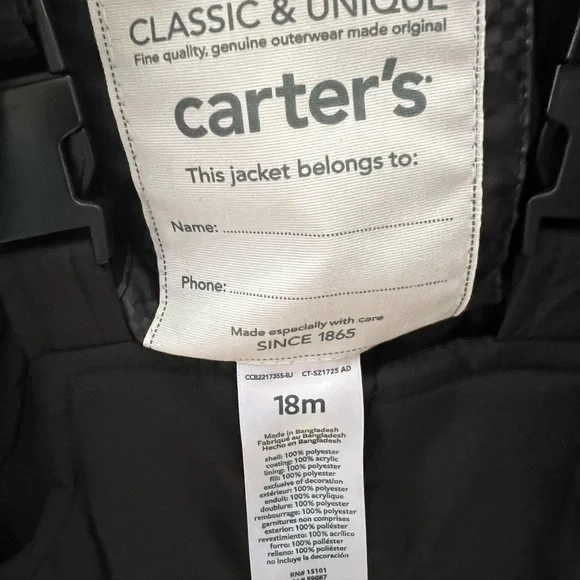 CLASSIC & UNIQUE
Fine quality, genuine outerwear made original
carter's
This jacket belongs to:
Name:
Phone:
Made especially with care
SINCE 1865
CCB221735S-BJ CT-SZ1725 AD
18m
Made in Bangladesh
Fabriqué au Bangladesh
Hecho en Bangladesh
shell: 100% polyester
coating: 100% acrylic
lining: 100% polyester
fill: 100% polyester
exclusive of decoration
extérieur: 100% polyester
enduit: 100% acrylique
doublure: 100% polyester
rembourrage: 100% polyester
garnitures non comprises
exterior: 100% poliéster
revestimiento: 100% acrílico
forro: 100% poliéster
relleno: 100% poliéster
no incluye la decoración
RN# 15101